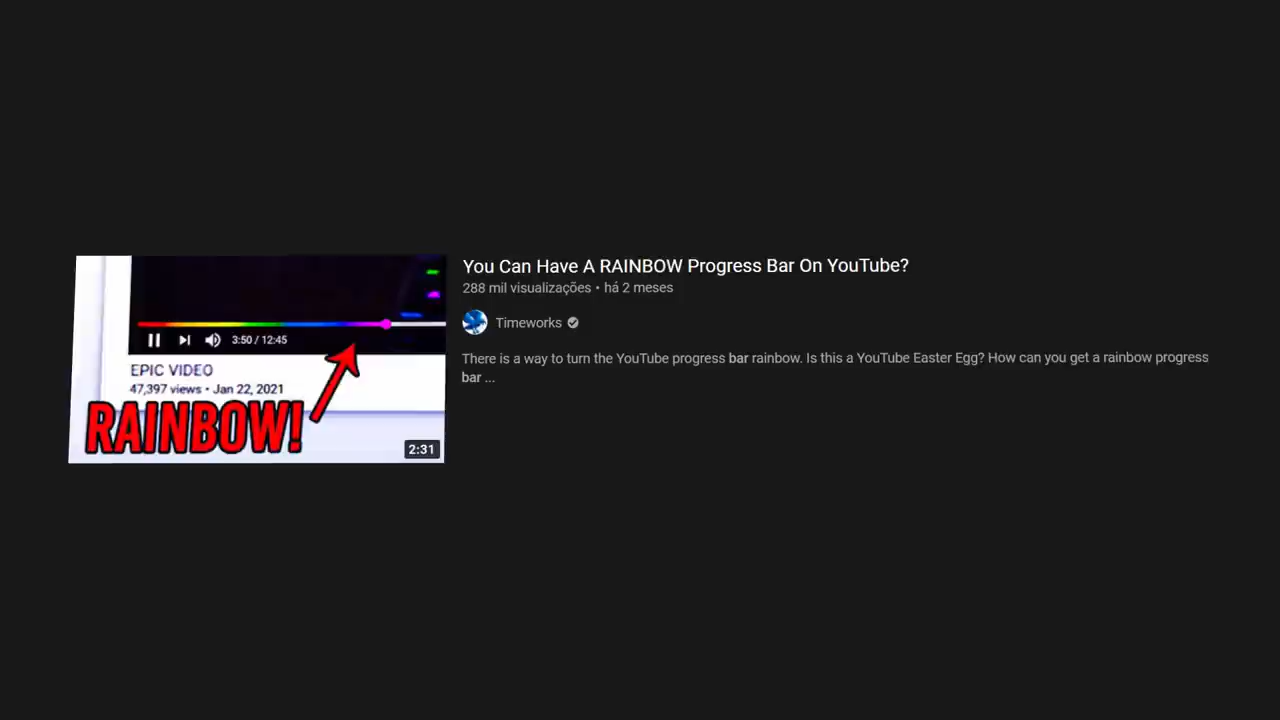 3:50 / 12:45
EPIC VIDEO
47,397 views • Jan 22, 2021
RAINBOW!
2:31
You Can Have A RAINBOW Progress Bar On YouTube?
288 mil visualizações • há 2 meses
Timeworks
There is a way to turn the YouTube progress bar rainbow. Is this a YouTube Easter Egg? How can you get a rainbow progress
bar ...